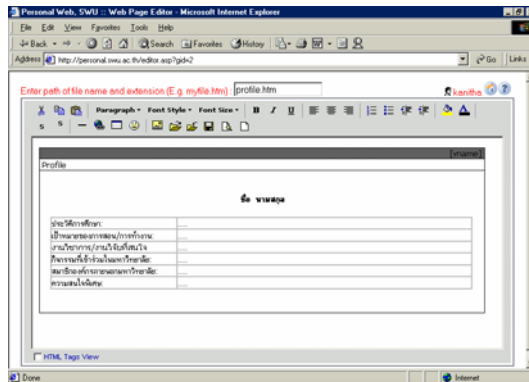 Personal Web, SWU :: Web Page Editor - Microsoft Internet Explorer
File Edit View Favorites Tools Help
Back Search Favorites History
Address http://personal.swu.ac.th/editor.asp?gid=2 Go Links
Enter path of file name and extension (E.g. myfile.htm) : profile.htm kanitha
Paragraph Font Style Font Size B I U
S S
[vname]
Profile
ชื่อ นามสกุล
ประวัติการศึกษา: .....
เป้าหมายของการสอน/การทำงาน: .....
งานวิชาการ/งานวิจัยที่สนใจ .....
กิจกรรมที่เข้าร่วมในมหาวิทยาลัย: .....
สมาชิกองค์กรภายนอกมหาวิทยาลัย: .....
ความสนใจพิเศษ: .....
HTML Tags View
Done Internet